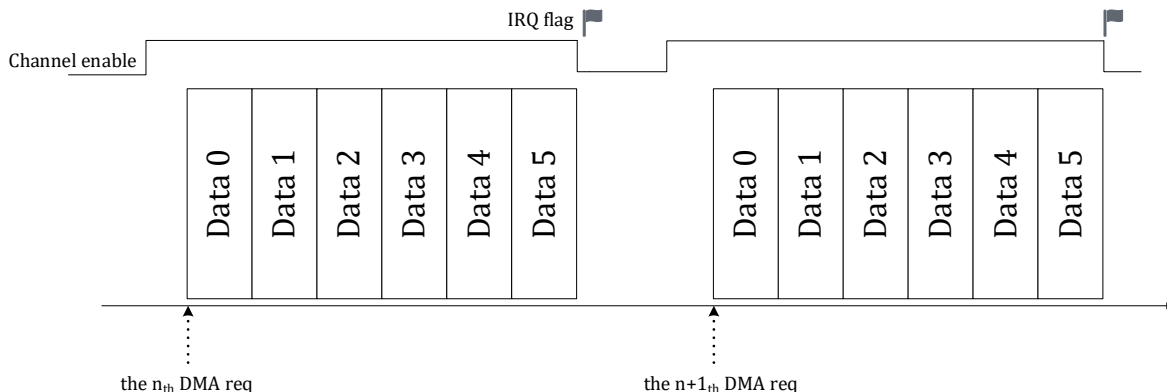 IRQ flag
Channel enable
Data 0
Data 1
Data 2
Data 3
Data 4
Data 5
Data 0
Data 1
Data 2
Data 3
Data 4
Data 5
the nth DMA req
the n+1th DMA req